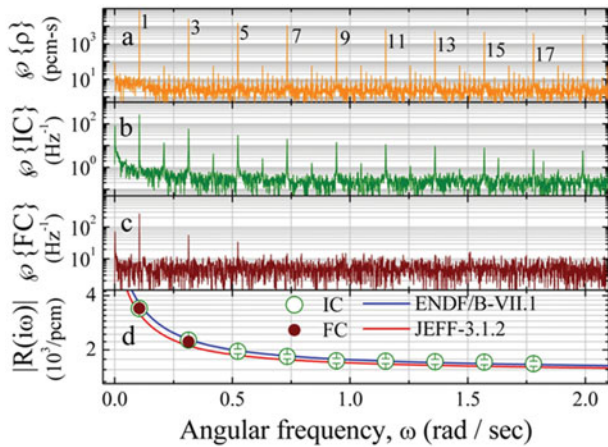 a
1 3 5 7 9 11 13 15 17
℘{ρ}
(pcm-s)
10⁵
10³
10¹
b
℘{IC}
(Hz⁻¹)
10²
10⁰
c
℘{FC}
(Hz⁻¹)
10²
10¹
d
|R(iω)|
(10³/pcm)
4
2
IC
FC
ENDF/B-VII.1
JEFF-3.1.2
0.0 0.5 1.0 1.5 2.0
Angular frequency, ω (rad / sec)